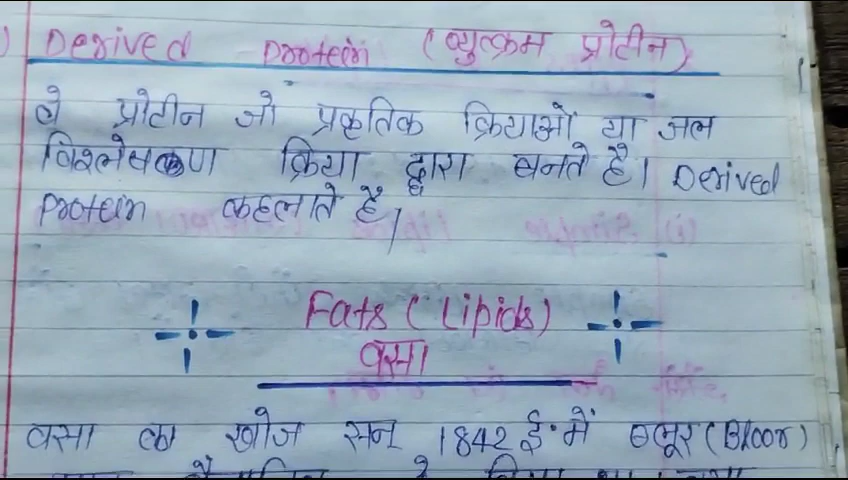 Derived protein (व्युत्क्रम प्रोटीन)
वे प्रोटीन जो प्रकृतिक क्रियाओं या जल
विश्लेषण क्रिया द्वारा बनते है। Derived
protein कहलाते है।
Fats (Lipids)
वसा
वसा का खोज सन् 1842 ई॰ में ब्लूर (Bloor)